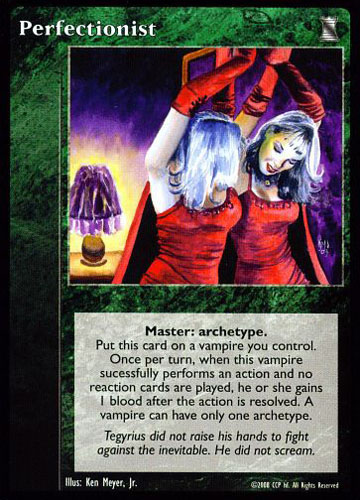 Perfectionist
Master: archetype.
Put this card on a vampire you control.
Once per turn, when this vampire
sucessfully performs an action and no
reaction cards are played, he or she gains
1 blood after the action is resolved. A
vampire can have only one archetype.
Tegyrius did not raise his hands to fight
against the inevitable. He did not scream.
Illus: Ken Meyer, Jr.
©2008 CCP hf. All Rights Reserved